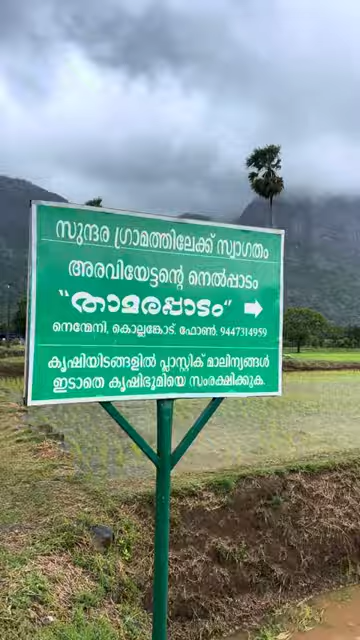 സുന്ദര ഗ്രാമത്തിലേക്ക് സ്വാഗതം
അരവിയേട്ടന്റെ നെൽപ്പാടം
“താമരപ്പാടം”
നെന്മേനി, കൊല്ലങ്കോട്. ഫോൺ: 9447314959
കൃഷിയിടങ്ങളിൽ പ്ലാസ്റ്റിക് മാലിന്യങ്ങൾ
ഇടാതെ കൃഷിഭൂമിയെ സംരക്ഷിക്കുക.